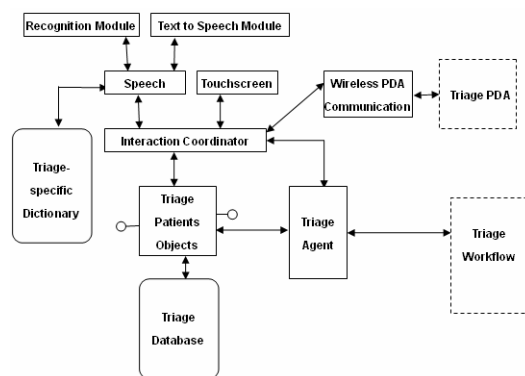 Recognition Module
Text to Speech Module
Speech
Touchscreen
Wireless PDA
Communication
Triage PDA
Interaction Coordinator
Triage-
specific
Dictionary
Triage
Patients
Objects
Triage
Agent
Triage
Workflow
Triage
Database